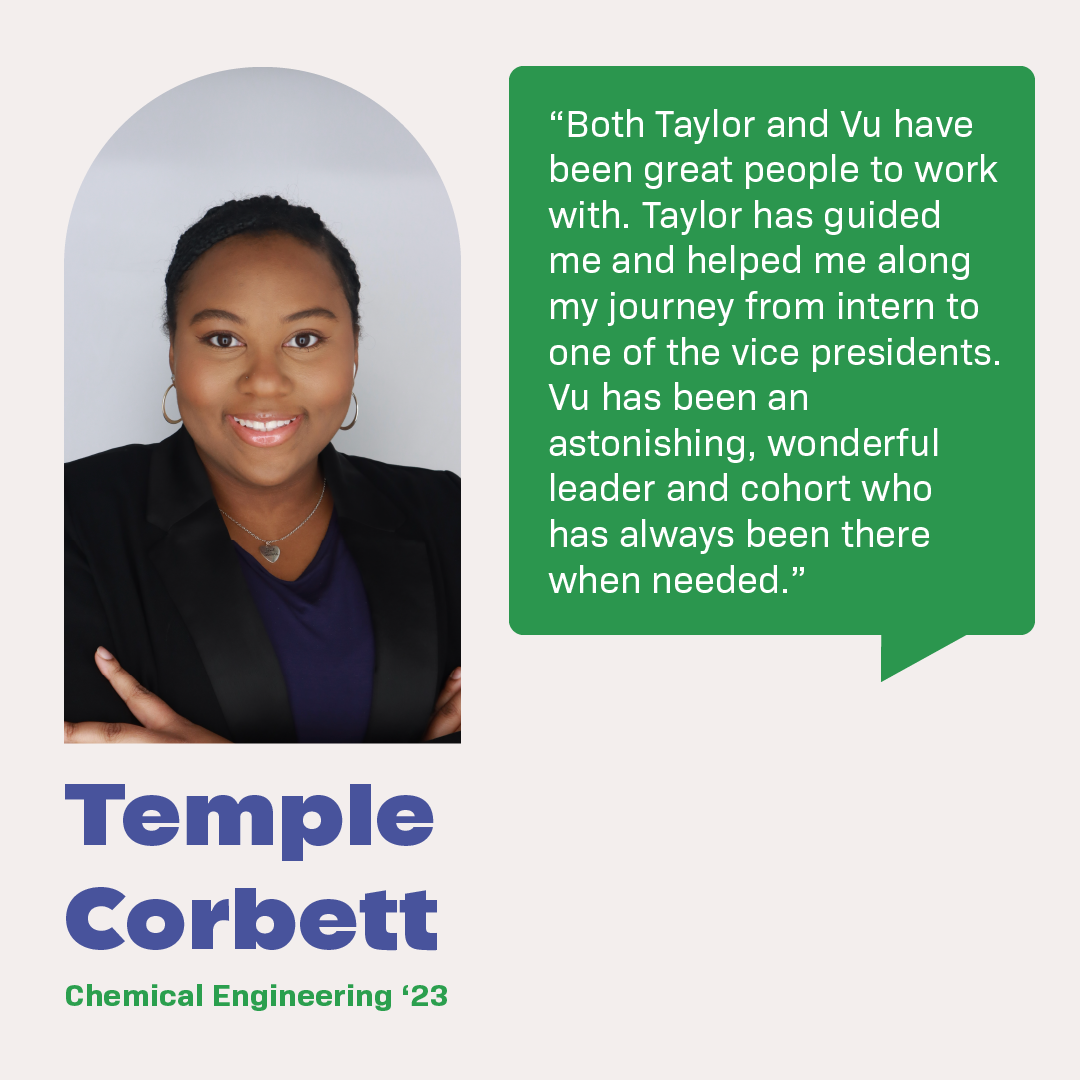 “Both Taylor and Vu have
been great people to work
with. Taylor has guided
me and helped me along
my journey from intern to
one of the vice presidents.
Vu has been an
astonishing, wonderful
leader and cohort who
has always been there
when needed.”
Temple
Corbett
Chemical Engineering ‘23